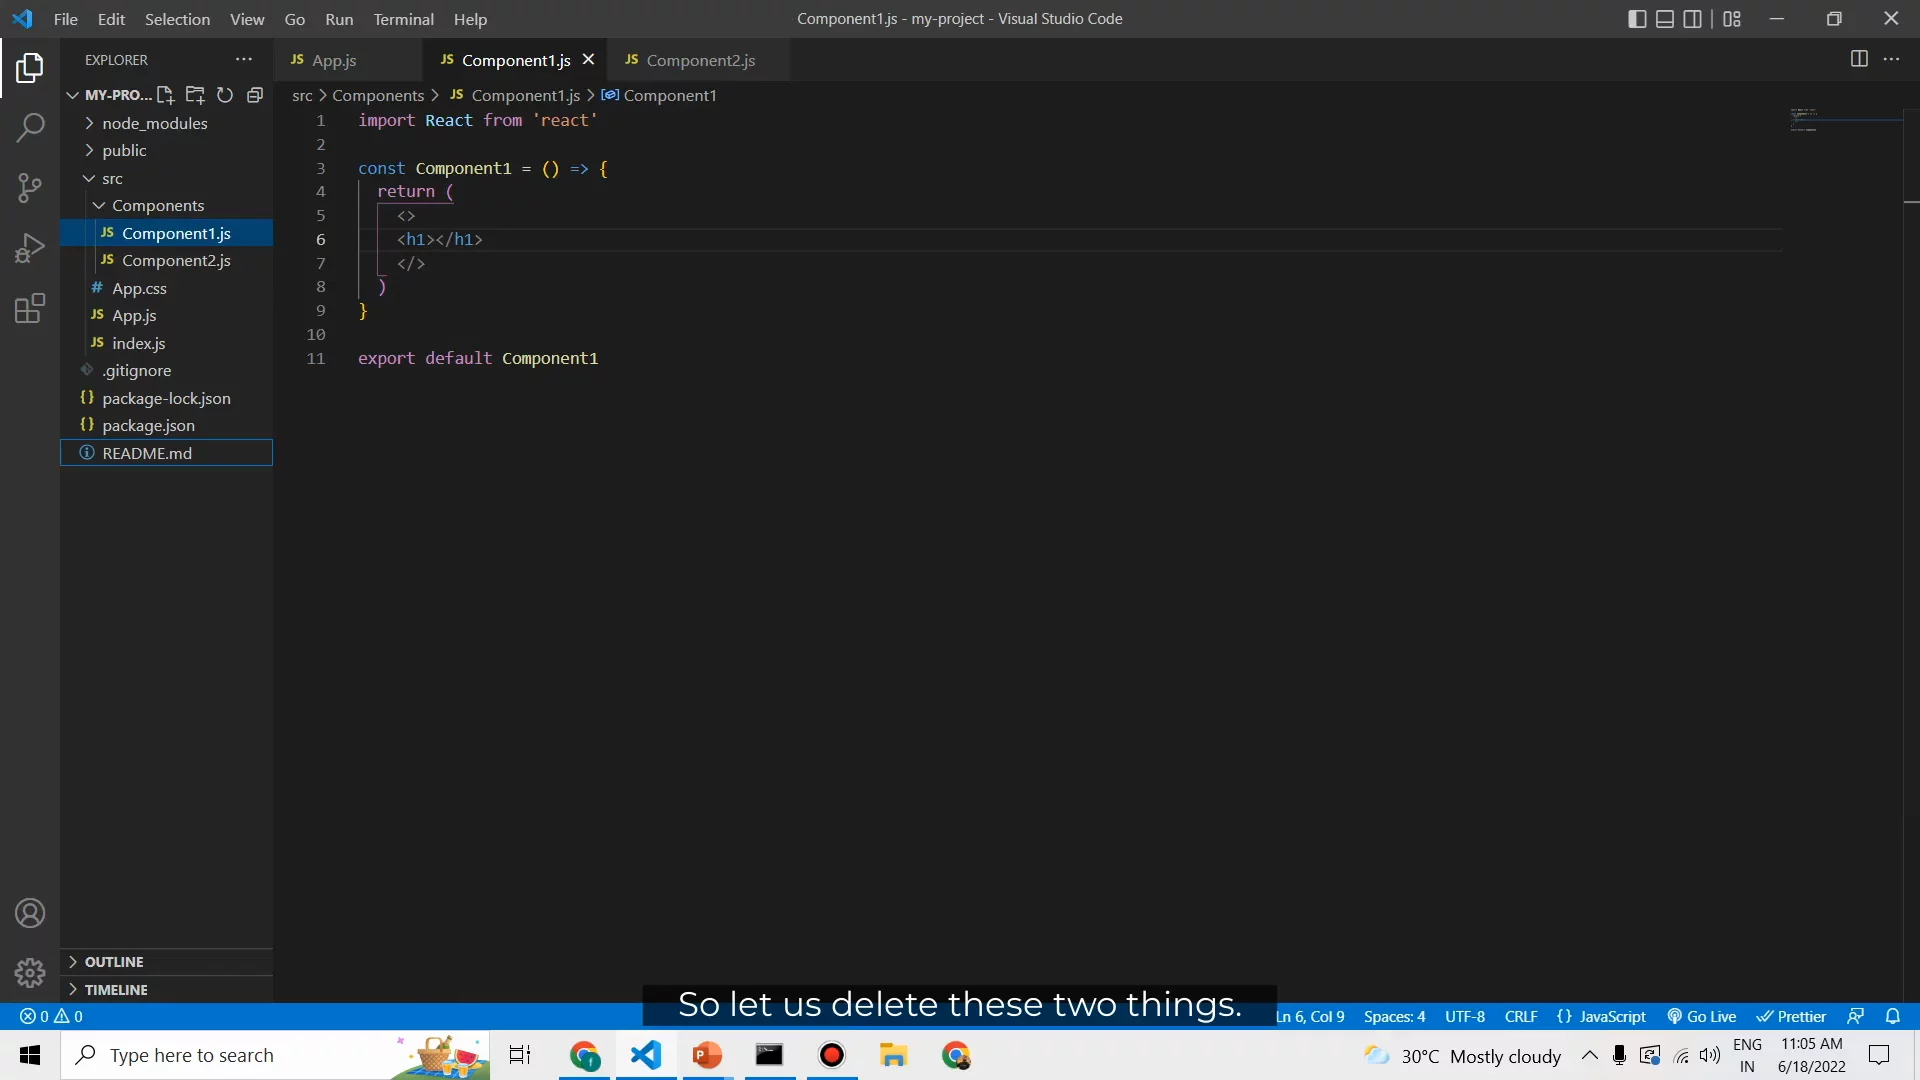 File Edit Selection View Go Run Terminal Help
Component1.js - my-project - Visual Studio Code
EXPLORER
JS App.js
JS Component1.js
JS Component2.js
MY-PRO...
src > Components > JS Component1.js > Component1
node_modules
public
src
Components
JS Component1.js
JS Component2.js
# App.css
JS App.js
JS index.js
.gitignore
{} package-lock.json
{} package.json
README.md
1 import React from 'react'
2
3 const Component1 = () => {
4 return (
5 <>
6 <h1></h1>
7 </>
8 )
9 }
10
11 export default Component1
OUTLINE
TIMELINE
So let us delete these two things.
0 0
Ln 6, Col 9 Spaces: 4 UTF-8 CRLF {} JavaScript Go Live Prettier
Type here to search
30°C Mostly cloudy
ENG
IN
11:05 AM
6/18/2022